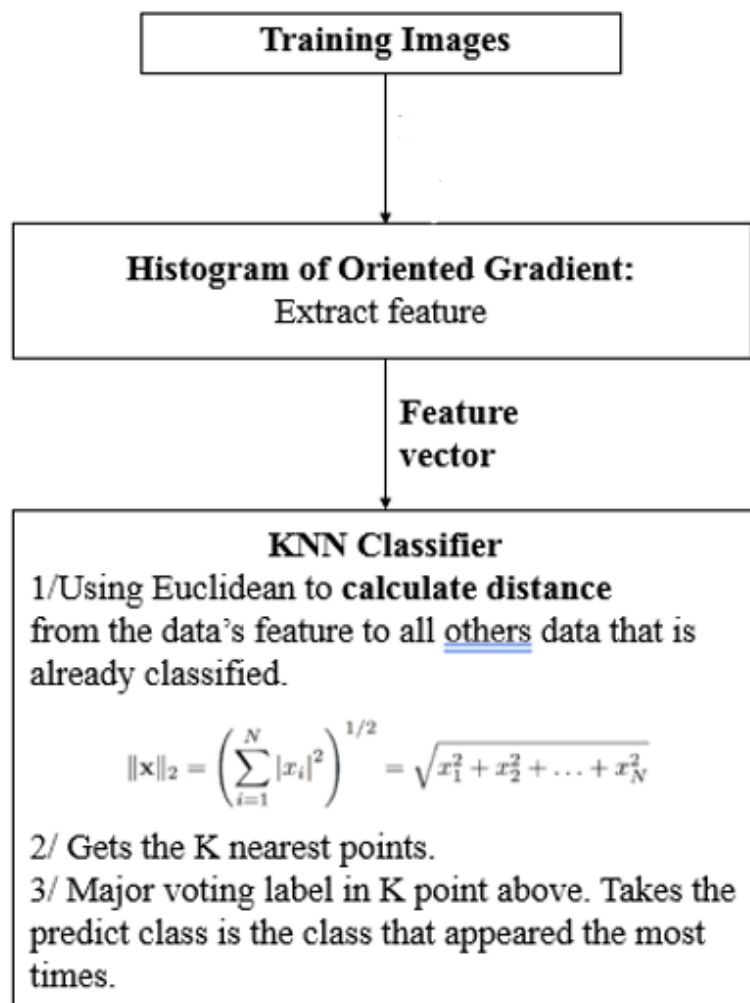 Training Images
Histogram of Oriented Gradient:
Extract feature
Feature
vector
KNN Classifier
1/Using Euclidean to calculate distance
from the data's feature to all others data that is
already classified.
‖x‖₂ = (∑_{i=1}^{N} |x_i|²)^{1/2} = √(x₁² + x₂² + . . . + x_N²)
2/ Gets the K nearest points.
3/ Major voting label in K point above. Takes the
predict class is the class that appeared the most
times.